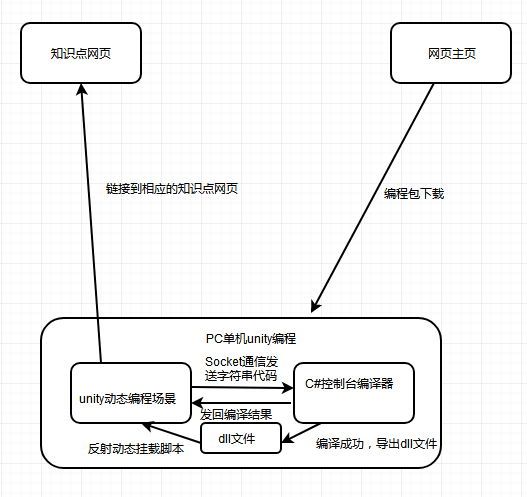 知识点网页
网页主页
链接到相应的知识点网页
编程包下载
PC单机unity编程
Socket通信发
送字符串代码
unity动态编程场景
C#控制台编译器
发回编译结果
dll文件
反射动态挂载脚本
编译成功，导出dll文件